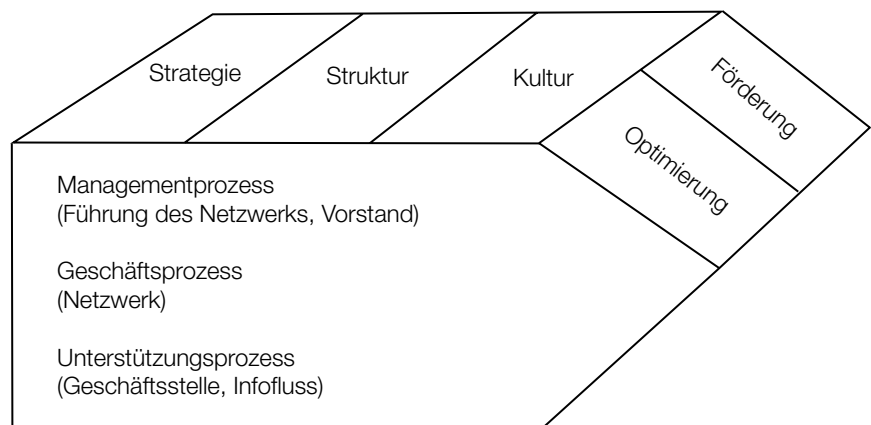 Strategie
Struktur
Kultur
Förderung
Optimierung
Managementprozess
(Führung des Netzwerks, Vorstand)
Geschäftsprozess
(Netzwerk)
Unterstützungsprozess
(Geschäftsstelle, Infofluss)